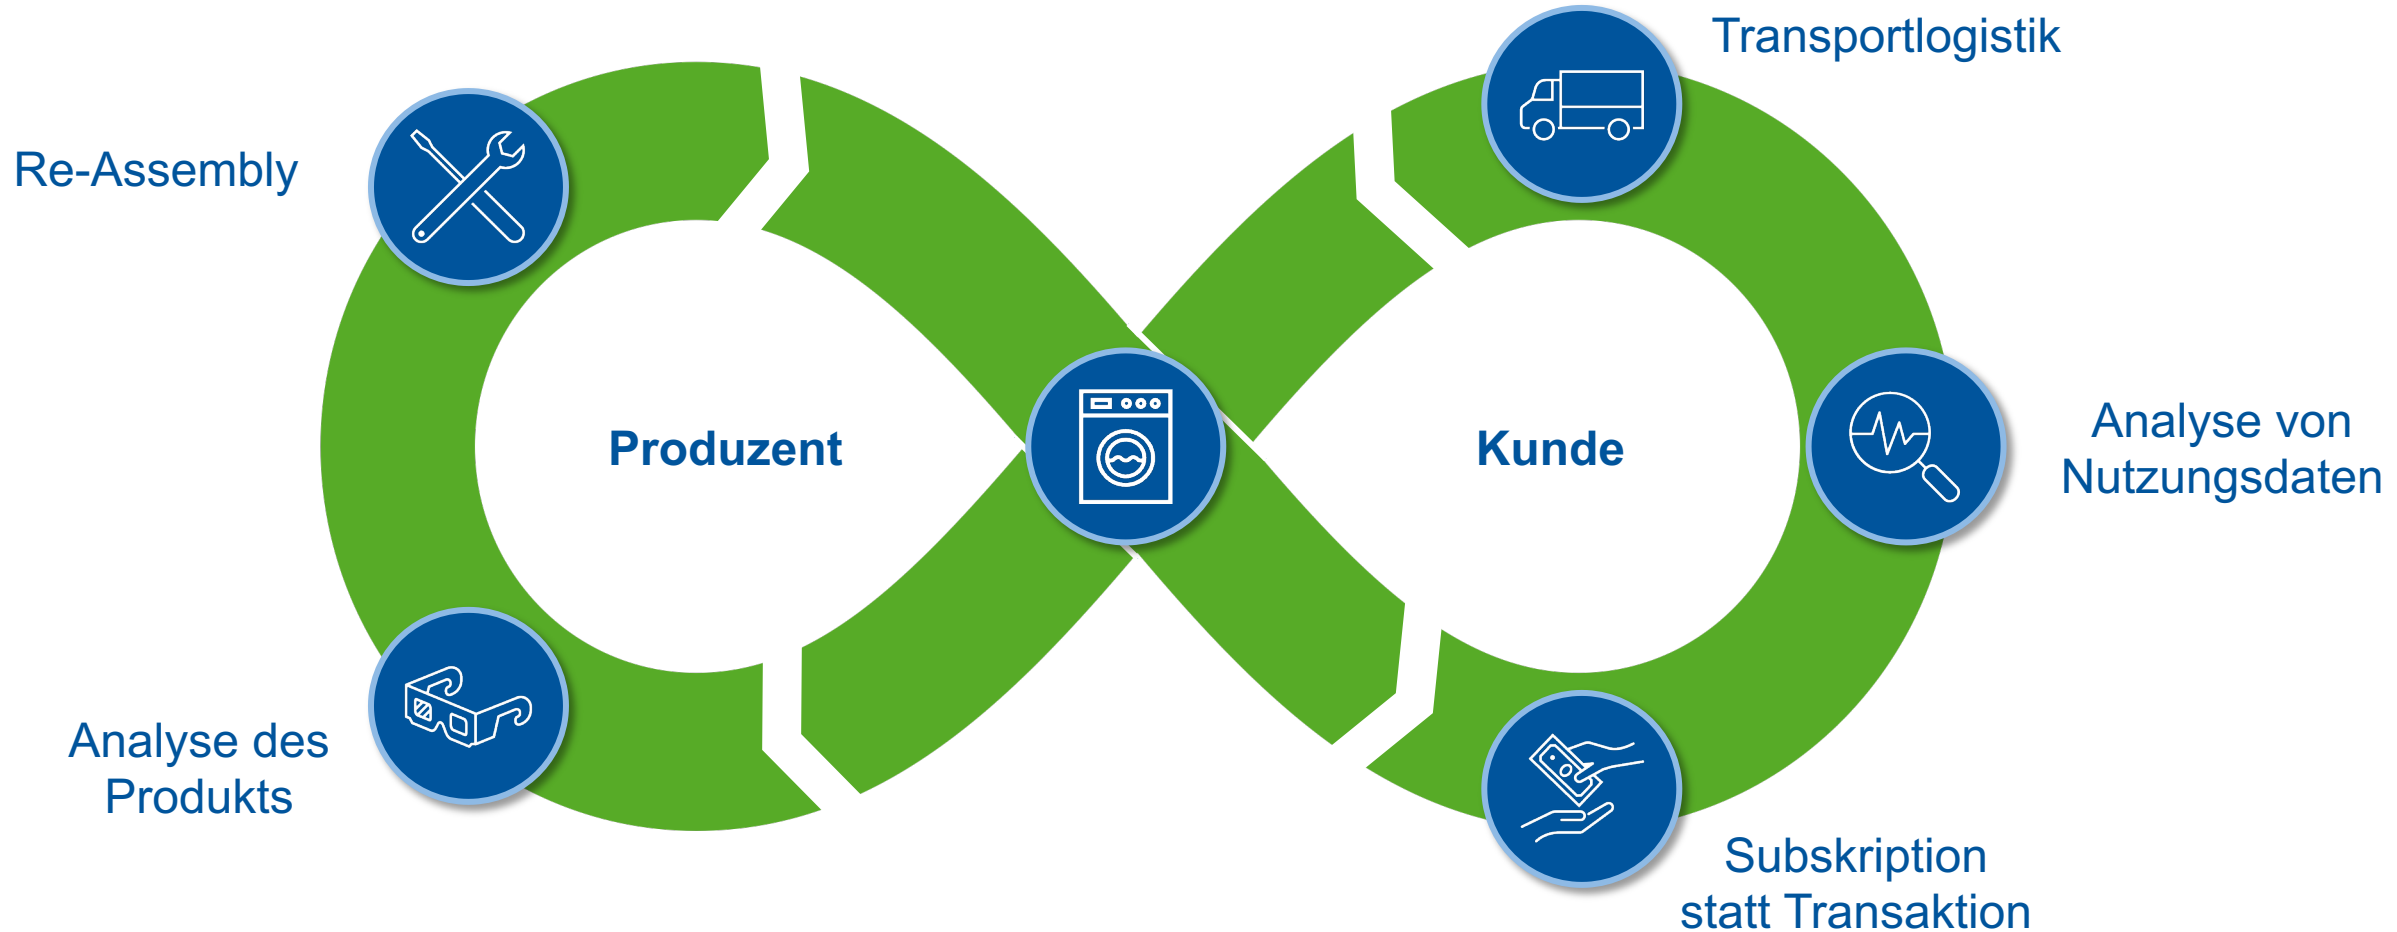 Transportlogistik
Re-Assembly
Produzent
Kunde
Analyse von
Nutzungsdaten
Analyse des
Produkts
Subskription
statt Transaktion